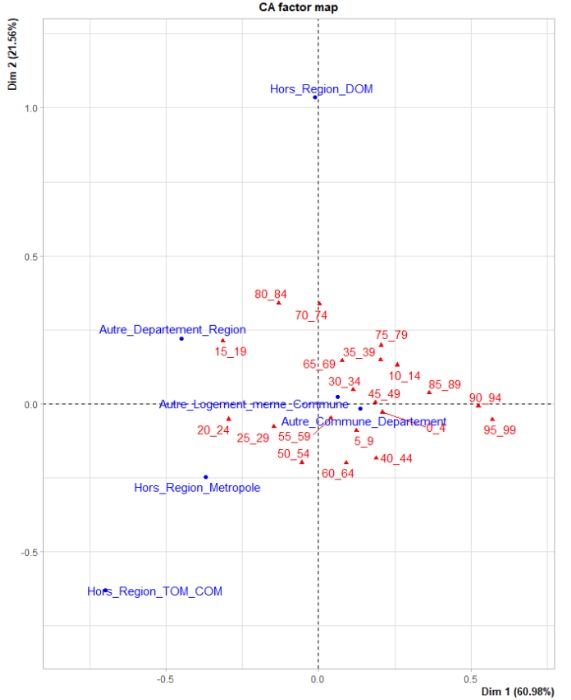 CA factor map
Dim 2 (21.56%)
Hors_Region_DOM
1.0
0.5
80_84
70_74
Autre_Departement_Region
15_19
75_79
65_69 35_39
10_14
30_34
85_89
45_49
90_94
0.0
Autre_Logement_meme_Commune
Autre_Commune_Departement
0_4
95_99
20_24
25_29
55_59
5_9
50_54
40_44
60_64
Hors_Region_Metropole
-0.5
Hors_Region_TOM_COM
-0.5 0.0 0.5
Dim 1 (60.98%)